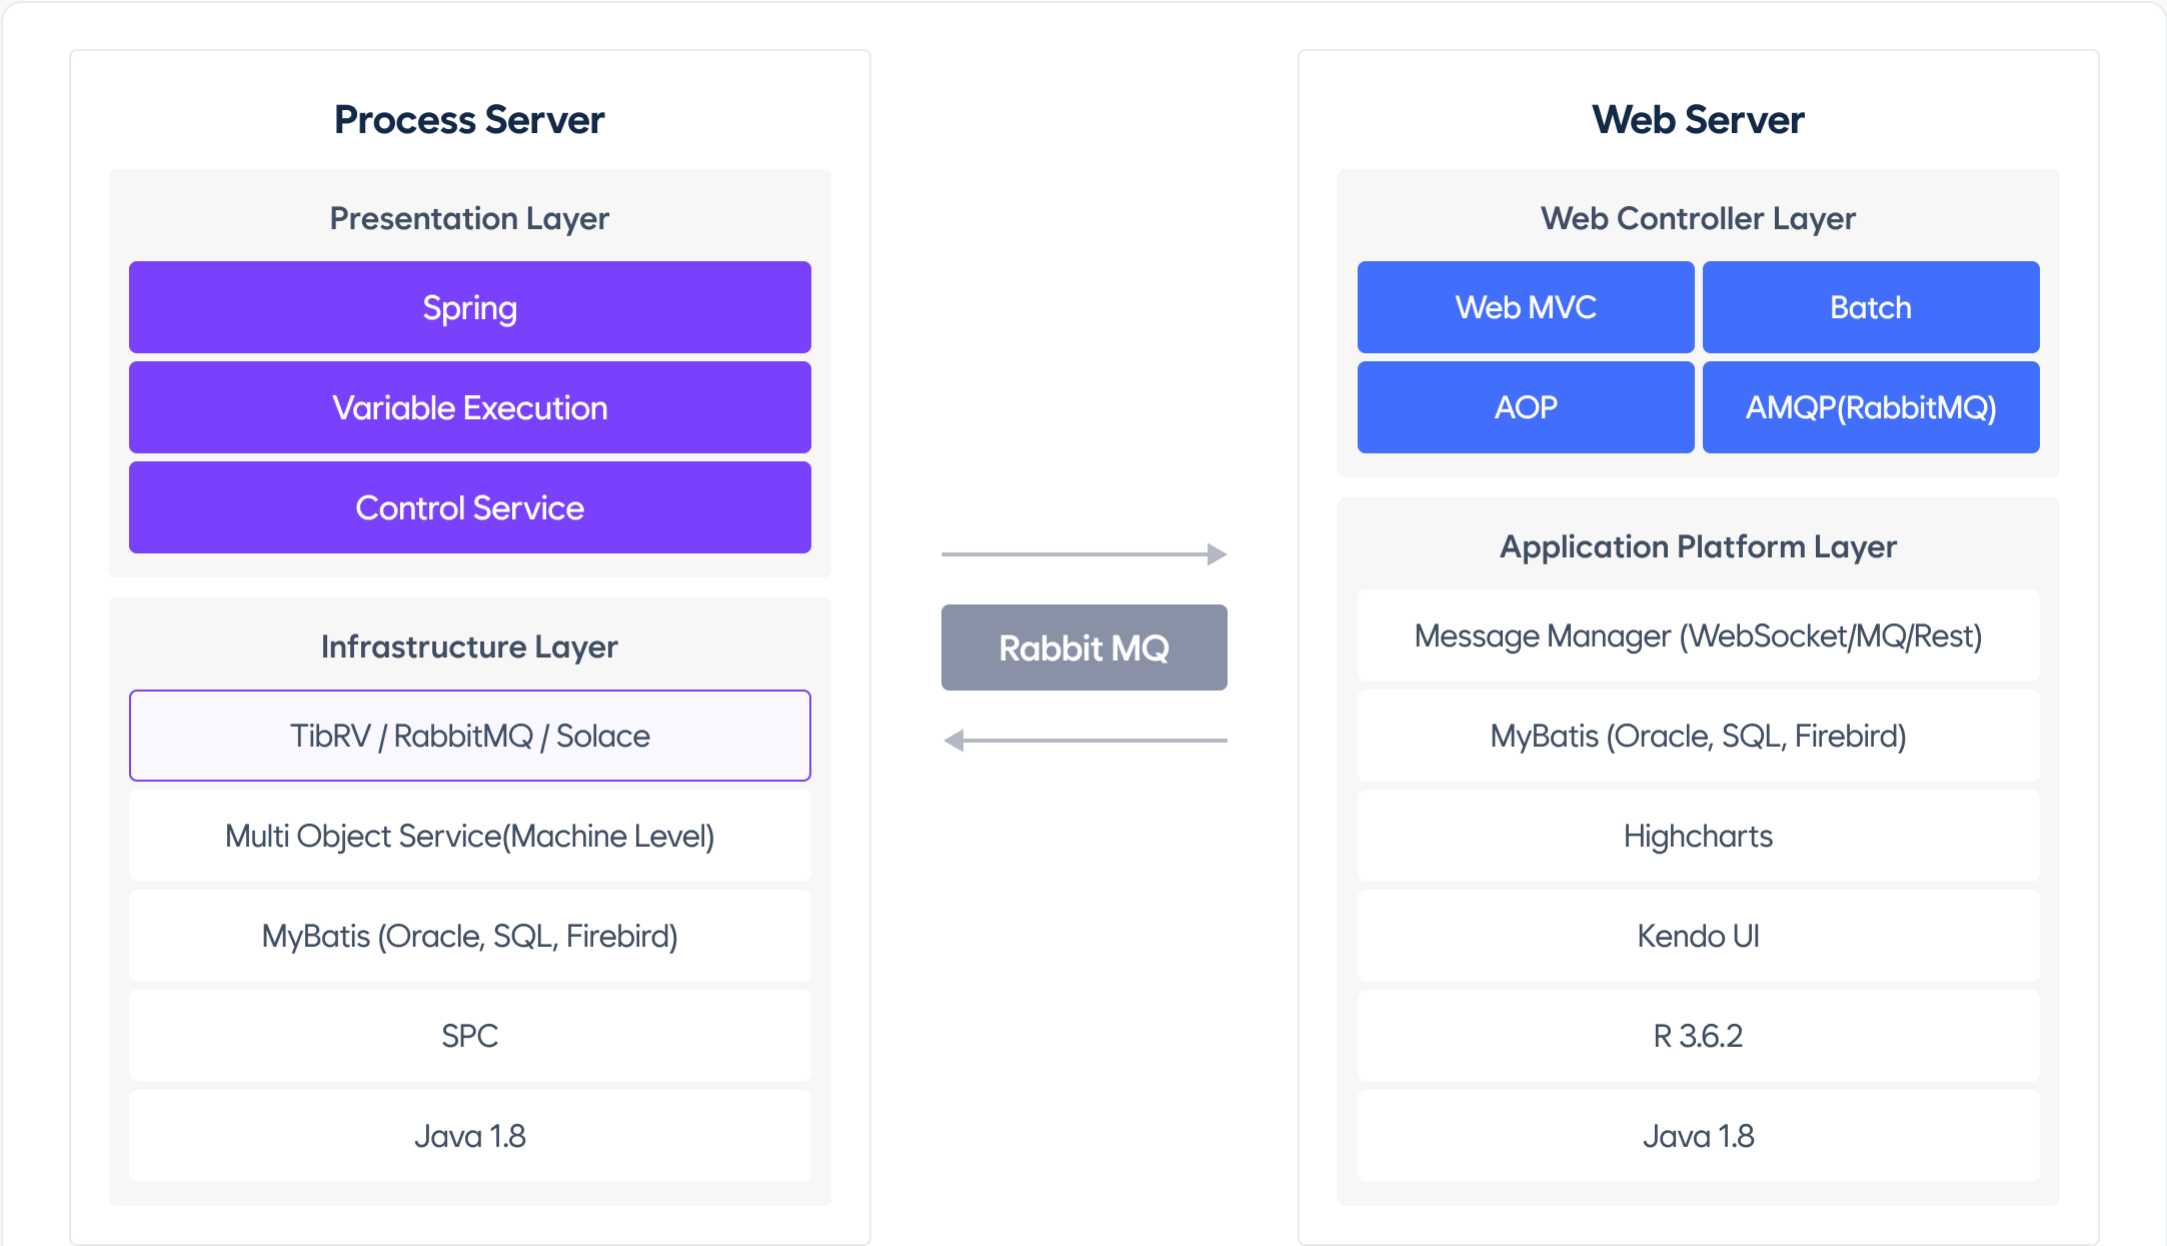 Process Server
Presentation Layer
Spring
Variable Execution
Control Service
Infrastructure Layer
TibRV / RabbitMQ / Solace
Multi Object Service(Machine Level)
MyBatis (Oracle, SQL, Firebird)
SPC
Java 1.8
Rabbit MQ
Web Server
Web Controller Layer
Web MVC
Batch
AOP
AMQP(RabbitMQ)
Application Platform Layer
Message Manager (WebSocket/MQ/Rest)
MyBatis (Oracle, SQL, Firebird)
Highcharts
Kendo UI
R 3.6.2
Java 1.8